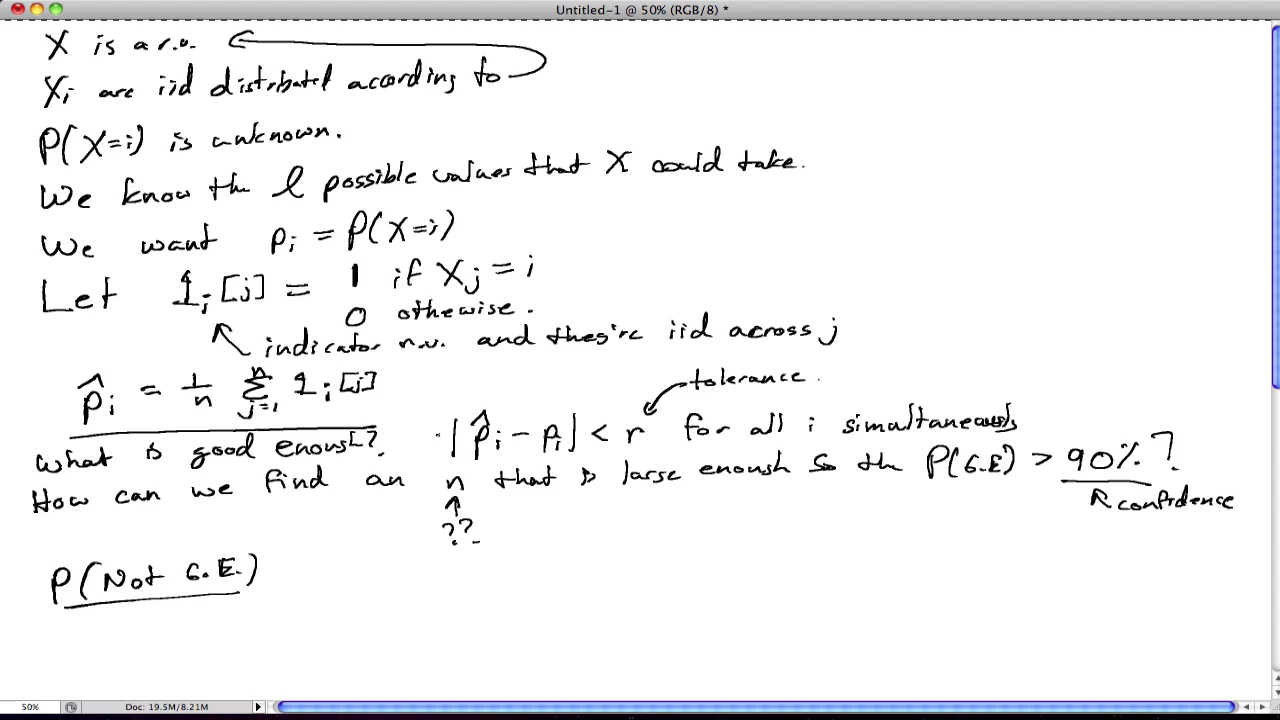 Untitled-1 @ 50% (RGB/8) *
X is a r.v.
Xi are iid distributed according to
P(X=i) is unknown.
We know the l possible values that X could take.
We want pi = P(X=i)
Let 1i[j] = 1 if Xj = i
0 otherwise.
indicator r.v. and they're iid across j
p̂i = 1/n Σ_{j=1}^{n} 1i[j]
tolerance.
What is good enough? · |p̂i − pi| < r for all i simultaneously
How can we find an n that is large enough so the P(G.E) > 90% ?
confidence
??
P(Not G.E.)
50% Doc: 19.5M/8.21M